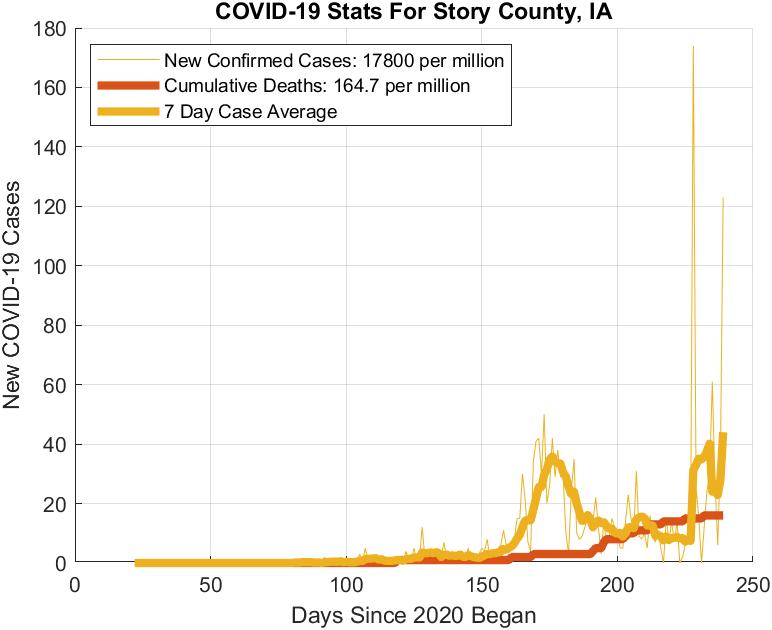 COVID-19 Stats For Story County, IA
New Confirmed Cases: 17800 per million
Cumulative Deaths: 164.7 per million
7 Day Case Average
New COVID-19 Cases
180
160
140
120
100
80
60
40
20
0
0 50 100 150 200 250
Days Since 2020 Began